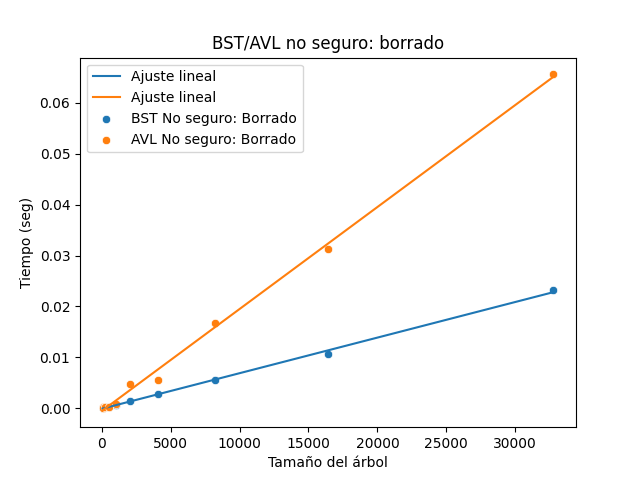 BST/AVL no seguro: borrado
Ajuste lineal
Ajuste lineal
BST No seguro: Borrado
AVL No seguro: Borrado
0.06
0.05
0.04
0.03
0.02
0.01
0.00
Tiempo (seg)
0 5000 10000 15000 20000 25000 30000
Tamaño del árbol